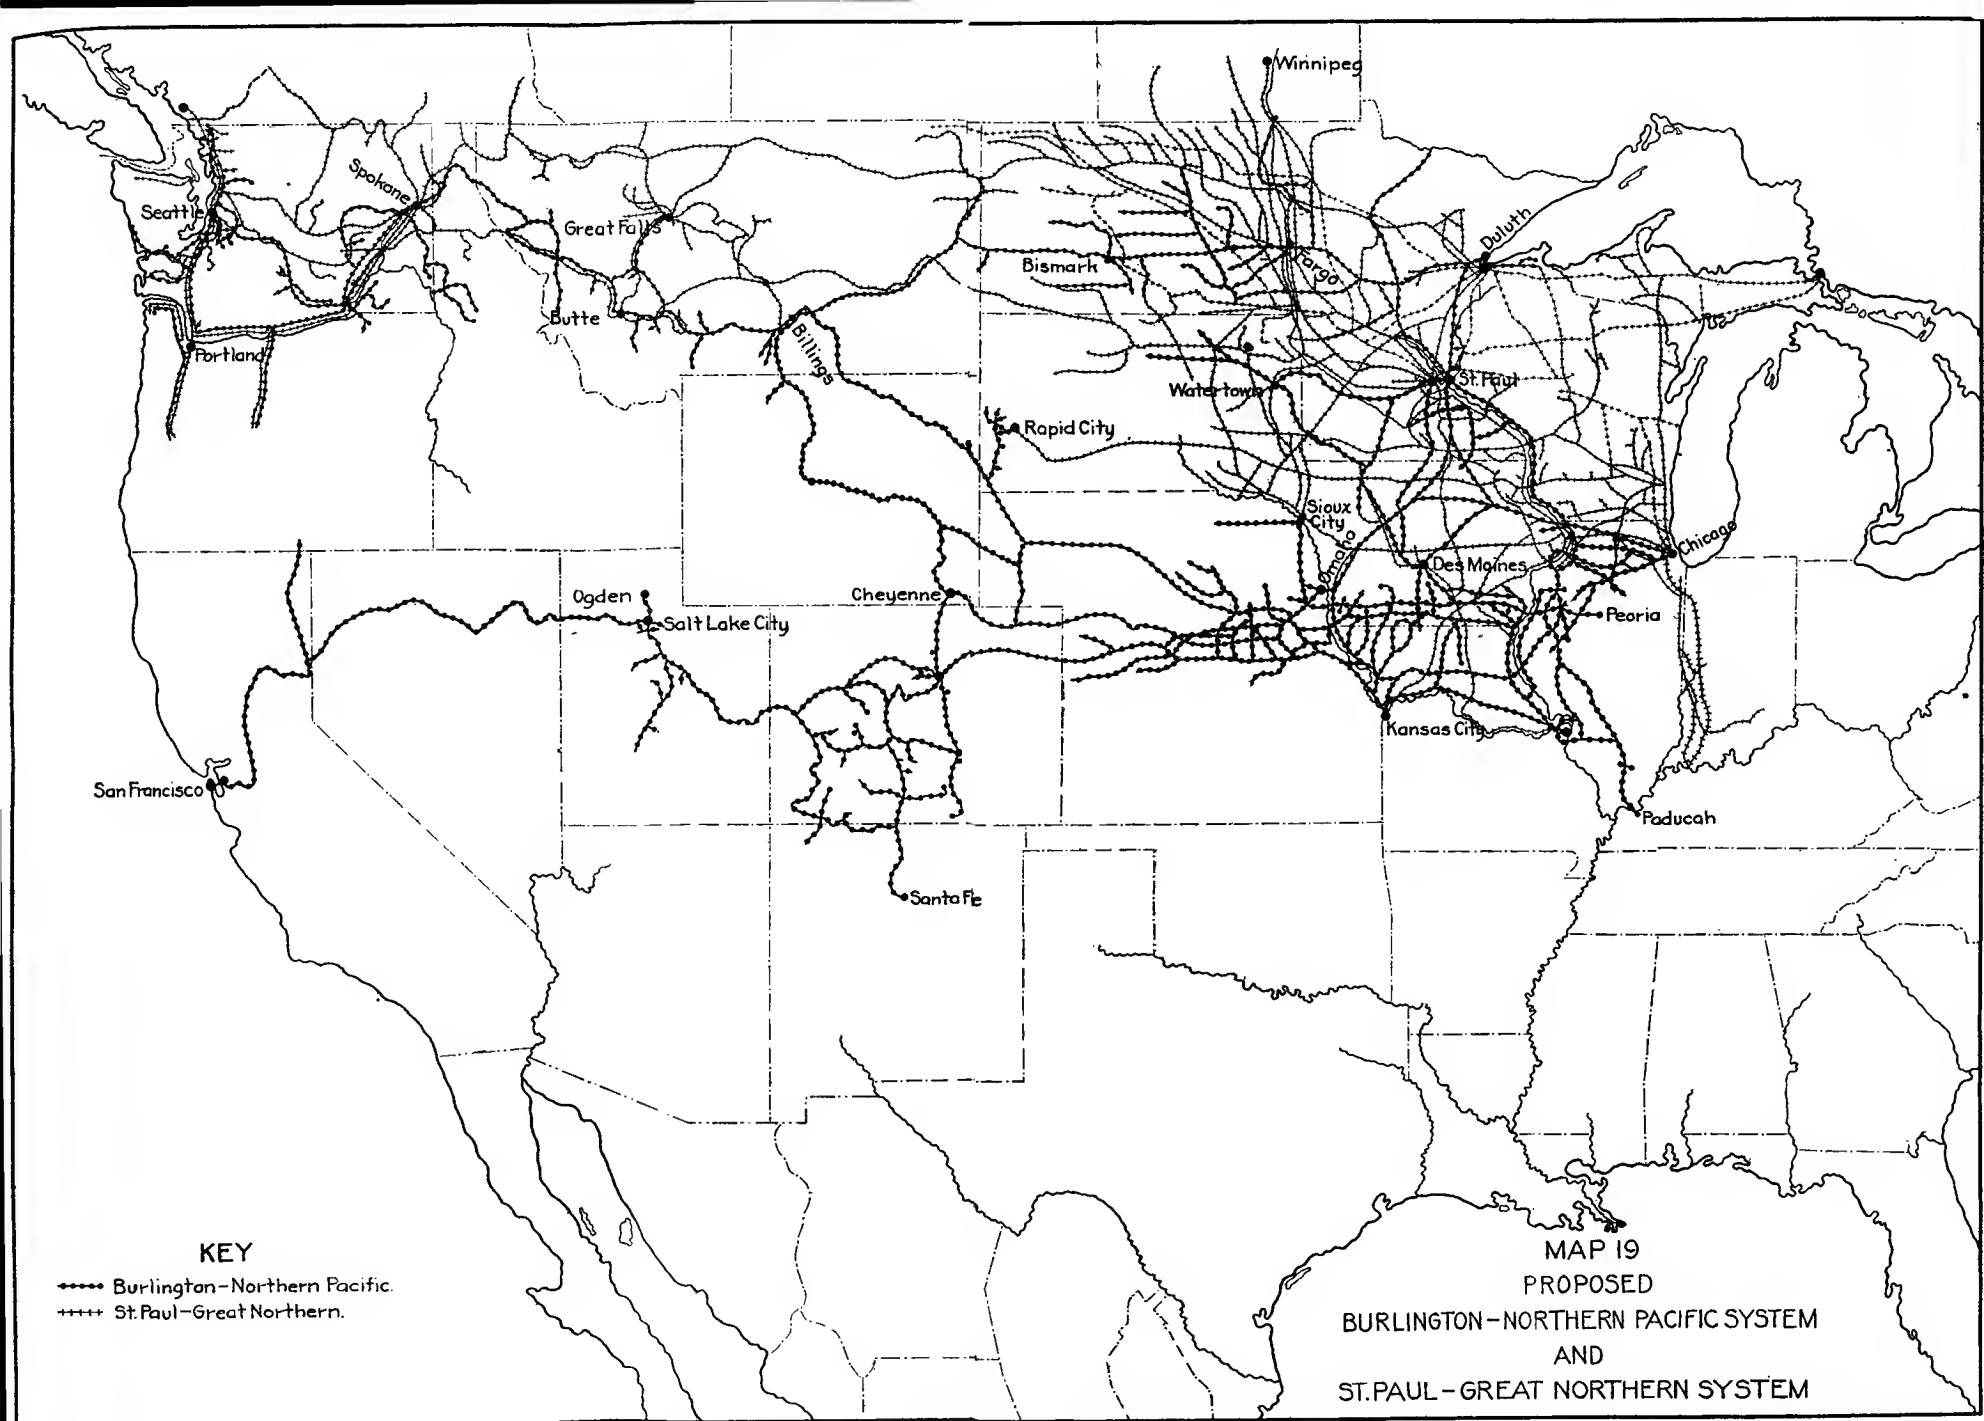 Winnipeg
Spokane
Seattle
Great Falls
Duluth
Bismark
Fargo
Butte
Billings
Portland
St. Paul
Watertown
Rapid City
Sioux
City
Omaha
Chicago
Des Moines
Ogden
Cheyenne
Salt Lake City
Peoria
Kansas City
San Francisco
Paducah
Santa Fe
KEY
Burlington-Northern Pacific.
St. Paul-Great Northern.
MAP 19
PROPOSED
BURLINGTON-NORTHERN PACIFIC SYSTEM
AND
ST. PAUL-GREAT NORTHERN SYSTEM